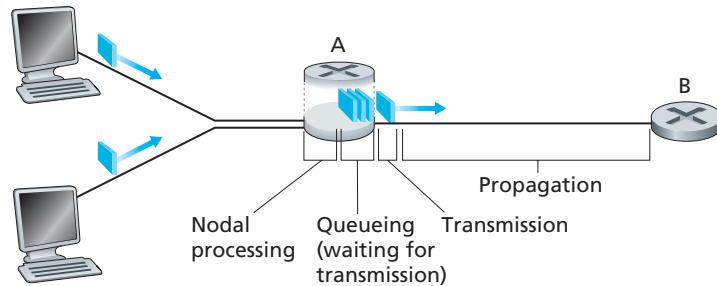 A
B
Propagation
Nodal
processing
Queueing
(waiting for
transmission)
Transmission